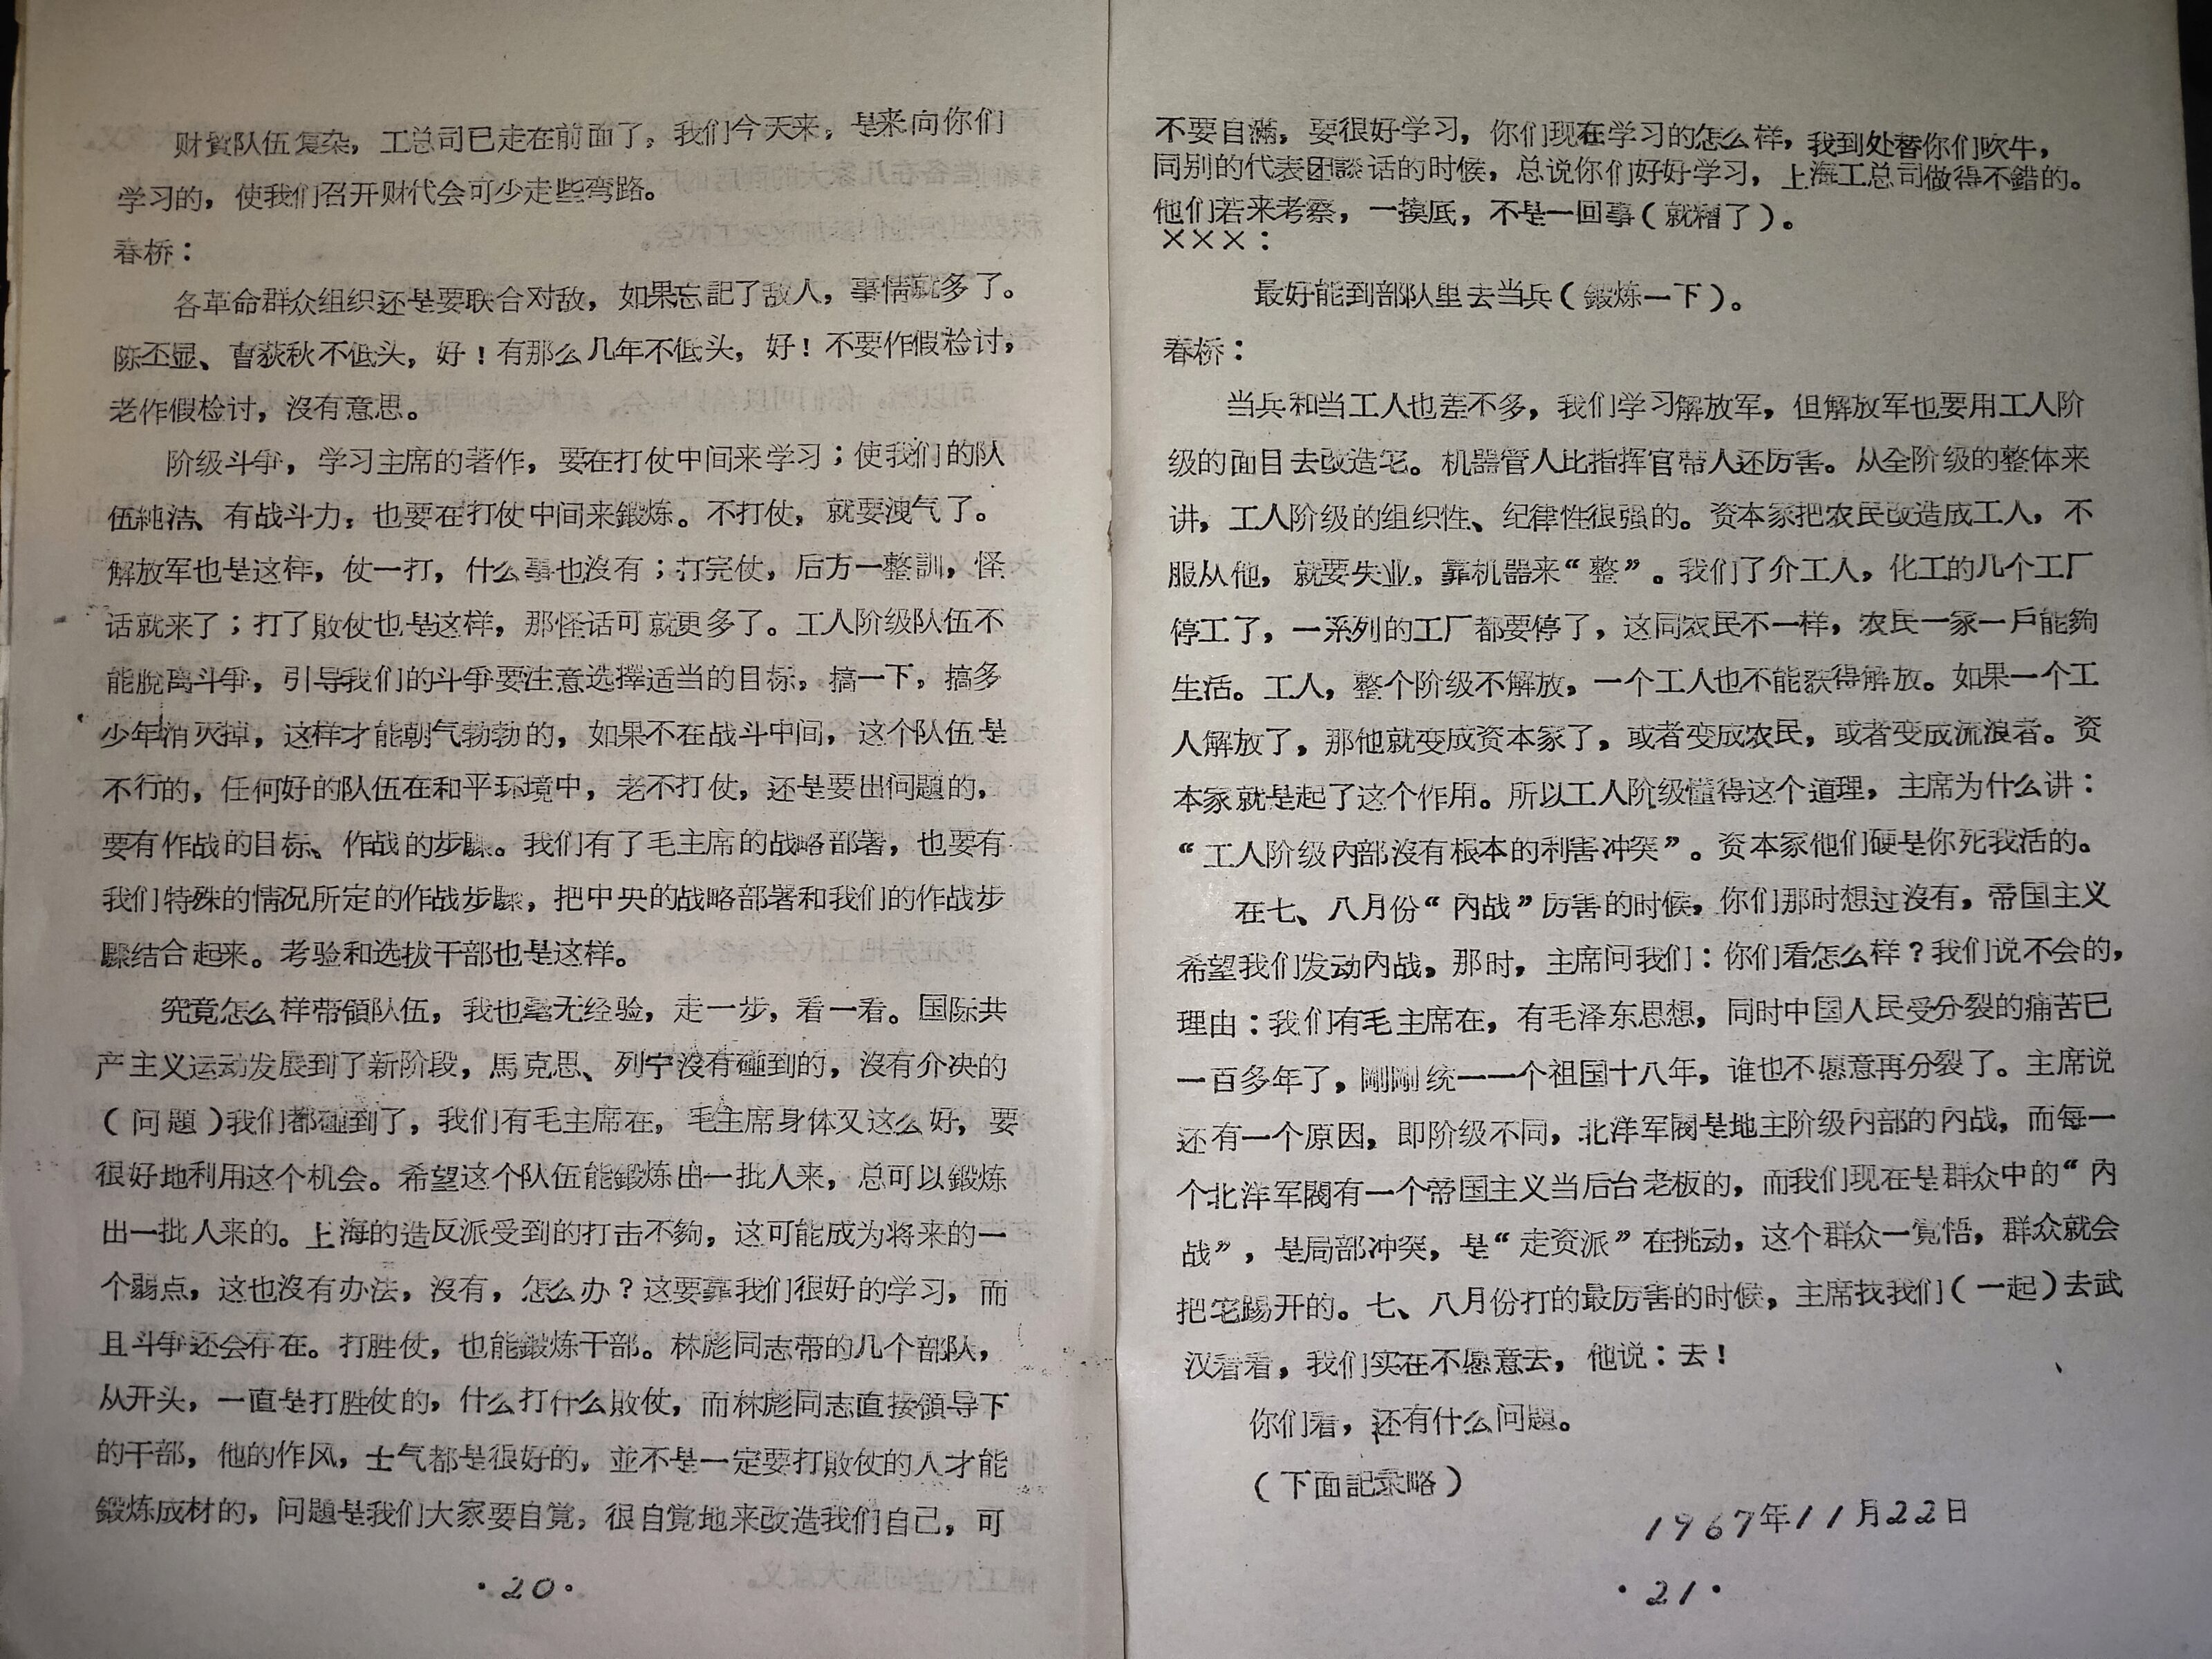 财貿队伍复杂，工总司已走在前面了，我们今天来，是来向你们
学习的，使我们召开财代会可少走些弯路。
春桥：
各革命群众组织还是要联合对敌，如果忘記了敌人，事情就多了。
陈丕显、曹荻秋不低头，好！有那么几年不低头，好！不要作假检讨，
老作假检讨，沒有意思。
阶级斗爭，学习主席的著作，要在打仗中间来学习；使我们的队
伍純洁、有战斗力，也要在打仗中间来鍛炼。不打仗，就要洩气了。
解放军也是这样，仗一打，什么事也沒有；打完仗，后方一整訓，怪
话就来了；打了敗仗也是这样，那怪话可就更多了。工人阶级队伍不
能脫离斗爭，引导我们的斗爭要注意选擇适当的目标，搞一下，搞多
少年消灭掉，这样才能朝气勃勃的，如果不在战斗中间，这个队伍是
不行的，任何好的队伍在和平环境中，老不打仗，还是要出问題的，
要有作战的目标、作战的步驟。我们有了毛主席的战略部署，也要有
我们特殊的情况所定的作战步驟，把中央的战略部署和我们的作战步
驟结合起来。考验和选拔干部也是这样。
究竟怎么样带領队伍，我也毫无经验，走一步，看一看。国际共
产主义运动发展到了新阶段，馬克思、列宁沒有碰到的，沒有介决的
（问題）我们都碰到了，我们有毛主席在，毛主席身体又这么好，要
很好地利用这个机会。希望这个队伍能鍛炼出一批人来，总可以鍛炼
出一批人来的。上海的造反派受到的打击不夠，这可能成为将来的一
个弱点，这也沒有办法，沒有，怎么办？这要靠我们很好的学习，而
且斗爭还会存在。打胜仗，也能鍛炼干部。林彪同志带的几个部队，
从开头，一直是打胜仗的，什么打什么敗仗，而林彪同志直接領导下
的干部，他的作风，士气都是很好的，並不是一定要打敗仗的人才能
鍛炼成材的，问題是我们大家要自覚，很自覚地来改造我们自己，可
·20·
不要自滿，要很好学习，你们现在学习的怎么样，我到处替你们吹牛，
同别的代表团談话的时候，总说你们好好学习，上海工总司做得不錯的。
他们若来考察，一摸底，不是一回事（就糟了）。
×××：
最好能到部队里去当兵（鍛炼一下）。
春桥：
当兵和当工人也差不多，我们学习解放军，但解放军也要用工人阶
级的面目去改造它。机器管人比指挥官带人还厉害。从全阶级的整体来
讲，工人阶级的组织性、纪律性很强的。资本家把农民改造成工人，不
服从他，就要失业，靠机器来“整”。我们了介工人，化工的几个工厂
停工了，一系列的工厂都要停了，这同农民不一样，农民一家一戶能夠
生活。工人，整个阶级不解放，一个工人也不能获得解放。如果一个工
人解放了，那他就变成资本家了，或者变成农民，或者变成流浪者。资
本家就是起了这个作用。所以工人阶级懂得这个道理，主席为什么讲：
“工人阶级內部沒有根本的利害冲突”。资本家他们硬是你死我活的。
在七、八月份“內战”厉害的时候，你们那时想过沒有，帝国主义
希望我们发动內战，那时，主席问我们：你们看怎么样？我们说不会的，
理由：我们有毛主席在，有毛泽东思想，同时中国人民受分裂的痛苦已
一百多年了，剛剛统一一个祖国十八年，谁也不愿意再分裂了。主席说
还有一个原因，即阶级不同，北洋军閥是地主阶级內部的內战，而每一
个北洋军閥有一个帝国主义当后台老板的，而我们现在是群众中的“內
战”，是局部冲突，是“走资派”在挑动，这个群众一覚悟，群众就会
把它踢开的。七、八月份打的最厉害的时候，主席找我们（一起）去武
汉看看，我们实在不愿意去，他说：去！
你们看，还有什么问題。
（下面記录略）
1967年11月22日
·21·